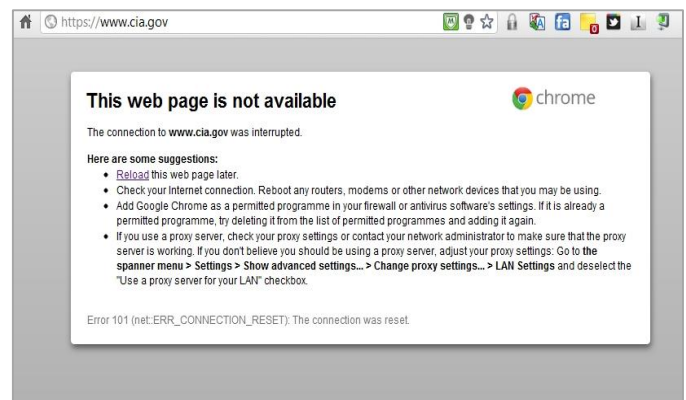 https://www.cia.gov
0
This web page is not available
chrome
The connection to www.cia.gov was interrupted.
Here are some suggestions:
Reload this web page later.
Check your Internet connection. Reboot any routers, modems or other network devices that you may be using.
Add Google Chrome as a permitted programme in your firewall or antivirus software's settings. If it is already a
permitted programme, try deleting it from the list of permitted programmes and adding it again.
If you use a proxy server, check your proxy settings or contact your network administrator to make sure that the proxy
server is working. If you don't believe you should be using a proxy server, adjust your proxy settings: Go to the
spanner menu > Settings > Show advanced settings... > Change proxy settings... > LAN Settings and deselect the
"Use a proxy server for your LAN" checkbox.
Error 101 (net::ERR_CONNECTION_RESET): The connection was reset.